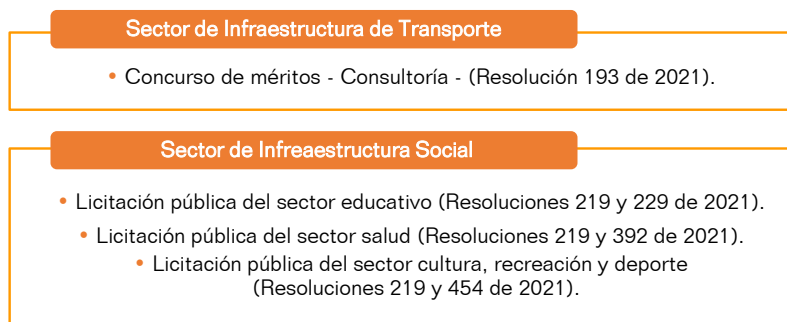 Sector de Infraestructura de Transporte
• Concurso de méritos - Consultoría - (Resolución 193 de 2021).
Sector de Infreaestructura Social
• Licitación pública del sector educativo (Resoluciones 219 y 229 de 2021).
• Licitación pública del sector salud (Resoluciones 219 y 392 de 2021).
• Licitación pública del sector cultura, recreación y deporte
(Resoluciones 219 y 454 de 2021).